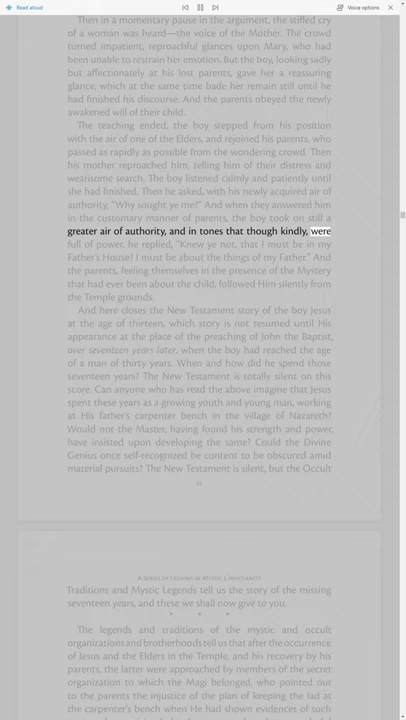 Read aloud
Voice options
Then in a momentary pause in the argument, the stifled cry
of a woman was heard—the voice of the Mother. The crowd
turned impatient, reproachful glances upon Mary, who had
been unable to restrain her emotion. But the boy, looking sadly
but affectionately at his lost parents, gave her a reassuring
glance, which at the same time bade her remain still until he
had finished his discourse. And the parents obeyed the newly
awakened will of their child.
The teaching ended, the boy stepped from his position
with the air of one of the Elders, and rejoined his parents, who
passed as rapidly as possible from the wondering crowd. Then
his mother reproached him, telling him of their distress and
wearisome search. The boy listened calmly and patiently until
she had finished. Then he asked, with his newly acquired air of
authority, "Why sought ye me?" And when they answered him
in the customary manner of parents, the boy took on still a
greater air of authority, and in tones that though kindly, were
full of power, he replied, "Knew ye not, that I must be in my
Father's House? I must be about the things of my Father." And
the parents, feeling themselves in the presence of the Mystery
that had ever been about the child, followed Him silently from
the Temple grounds.
And here closes the New Testament story of the boy Jesus
at the age of thirteen, which story is not resumed until His
appearance at the place of the preaching of John the Baptist,
over seventeen years later, when the boy had reached the age
of a man of thirty years. When and how did he spend those
seventeen years? The New Testament is totally silent on this
score. Can anyone who has read the above imagine that Jesus
spent these years as a growing youth and young man, working
at His father's carpenter bench in the village of Nazareth?
Would not the Master, having found his strength and power,
have insisted upon developing the same? Could the Divine
Genius once self-recognized be content to be obscured amid
material pursuits? The New Testament is silent, but the Occult
A Series of Lessons in Mystic Christianity
Traditions and Mystic Legends tell us the story of the missing
seventeen years, and these we shall now give to you.
* * *
The legends and traditions of the mystic and occult
organizations and brotherhoods tell us that after the occurrence
of Jesus and the Elders in the Temple, and his recovery by his
parents, the latter were approached by members of the secret
organization to which the Magi belonged, who pointed out
to the parents the injustice of the plan of keeping the lad at
the carpenter's bench when He had shown evidences of such